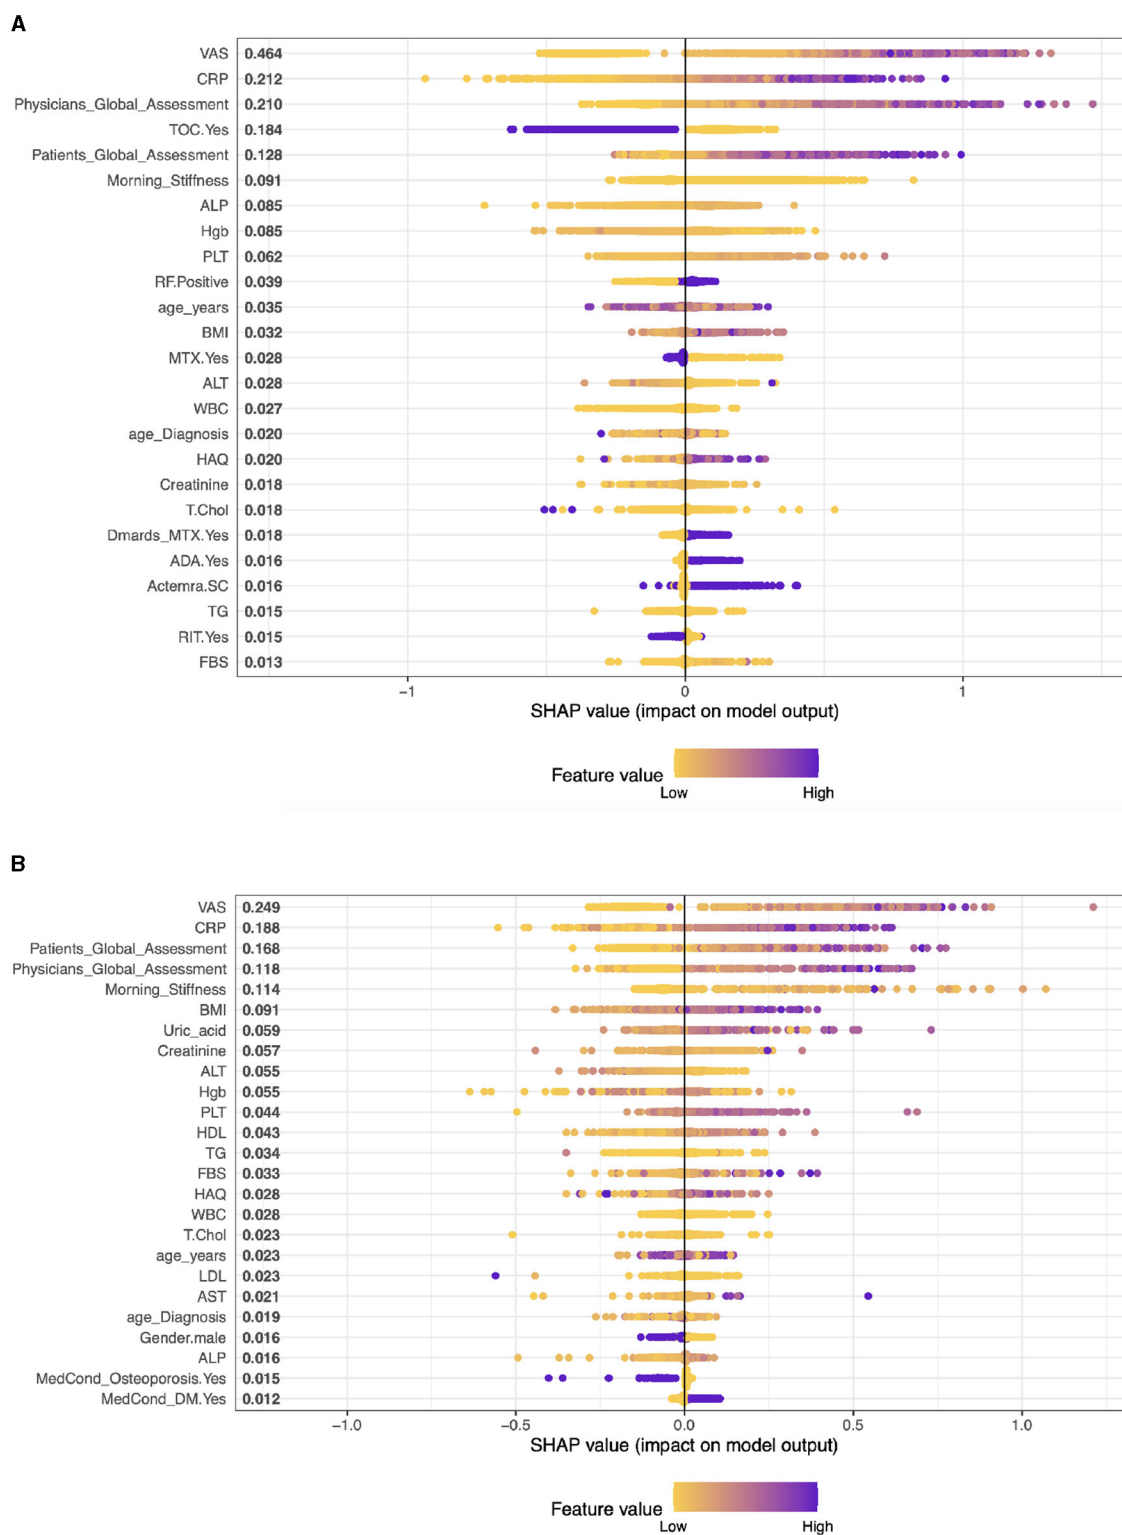 A
VAS 0.464
CRP 0.212
Physicians_Global_Assessment 0.210
TOC.Yes 0.184
Patients_Global_Assessment 0.128
Morning_Stiffness 0.091
ALP 0.085
Hgb 0.085
PLT 0.062
RF.Positive 0.039
age_years 0.035
BMI 0.032
MTX.Yes 0.028
ALT 0.028
WBC 0.027
age_Diagnosis 0.020
HAQ 0.020
Creatinine 0.018
T.Chol 0.018
Dmards_MTX.Yes 0.018
ADA.Yes 0.016
Actemra.SC 0.016
TG 0.015
RIT.Yes 0.015
FBS 0.013
−1 0 1
SHAP value (impact on model output)
Feature value
Low High
B
VAS 0.249
CRP 0.188
Patients_Global_Assessment 0.168
Physicians_Global_Assessment 0.118
Morning_Stiffness 0.114
BMI 0.091
Uric_acid 0.059
Creatinine 0.057
ALT 0.055
Hgb 0.055
PLT 0.044
HDL 0.043
TG 0.034
FBS 0.033
HAQ 0.028
WBC 0.028
T.Chol 0.023
age_years 0.023
LDL 0.023
AST 0.021
age_Diagnosis 0.019
Gender.male 0.016
ALP 0.016
MedCond_Osteoporosis.Yes 0.015
MedCond_DM.Yes 0.012
−1.0 −0.5 0.0 0.5 1.0
SHAP value (impact on model output)
Feature value
Low High